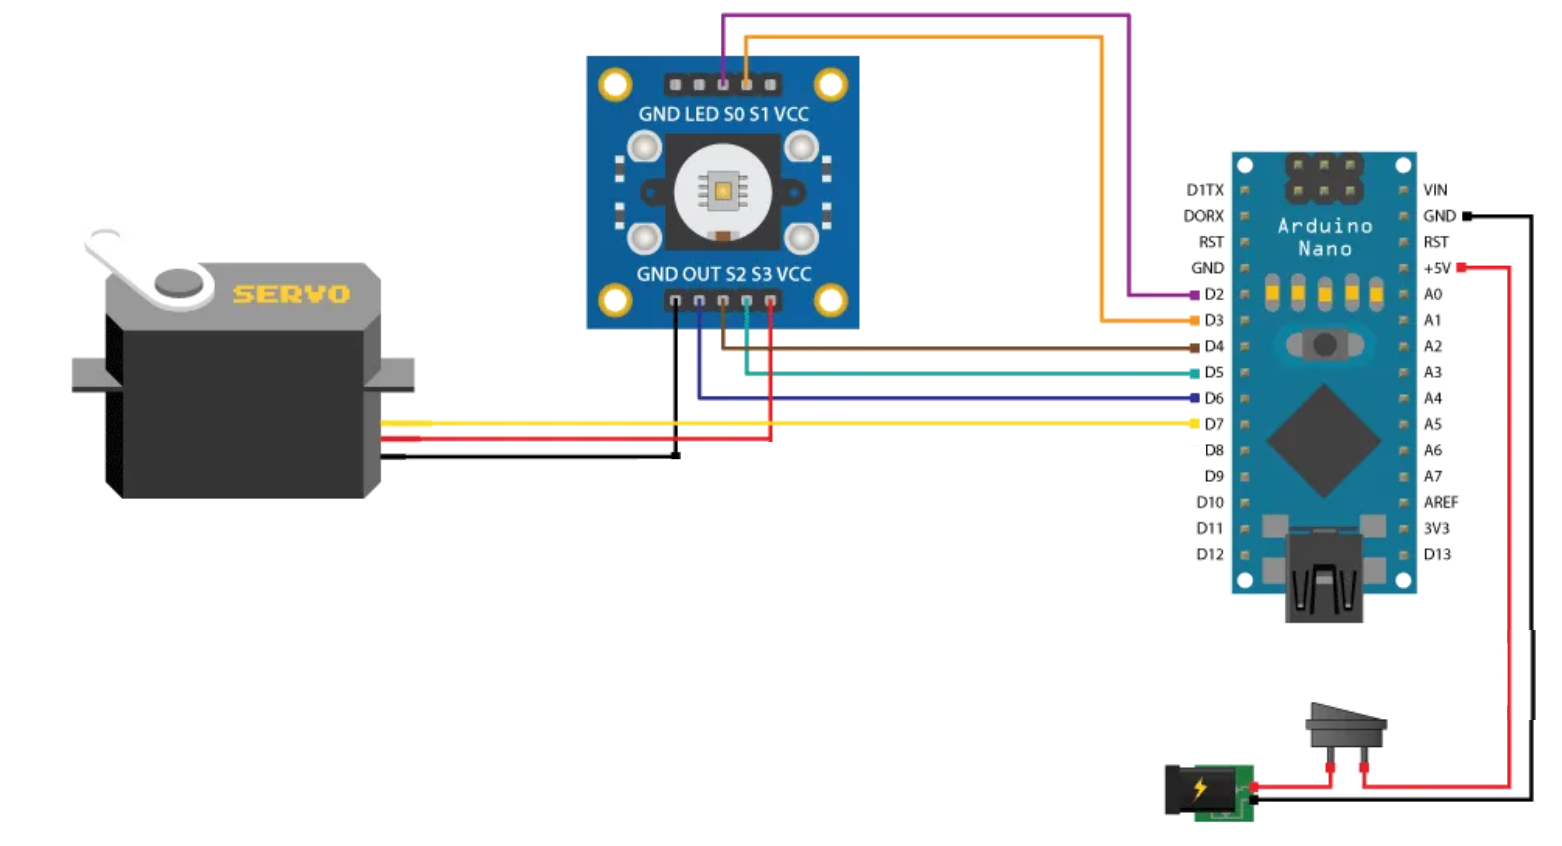 GND LED S0 S1 VCC
GND OUT S2 S3 VCC
SERVO
Arduino
Nano
D1TX
DORX
RST
GND
D2
D3
D4
D5
D6
D7
D8
D9
D10
D11
D12
VIN
GND
RST
+5V
A0
A1
A2
A3
A4
A5
A6
A7
AREF
3V3
D13